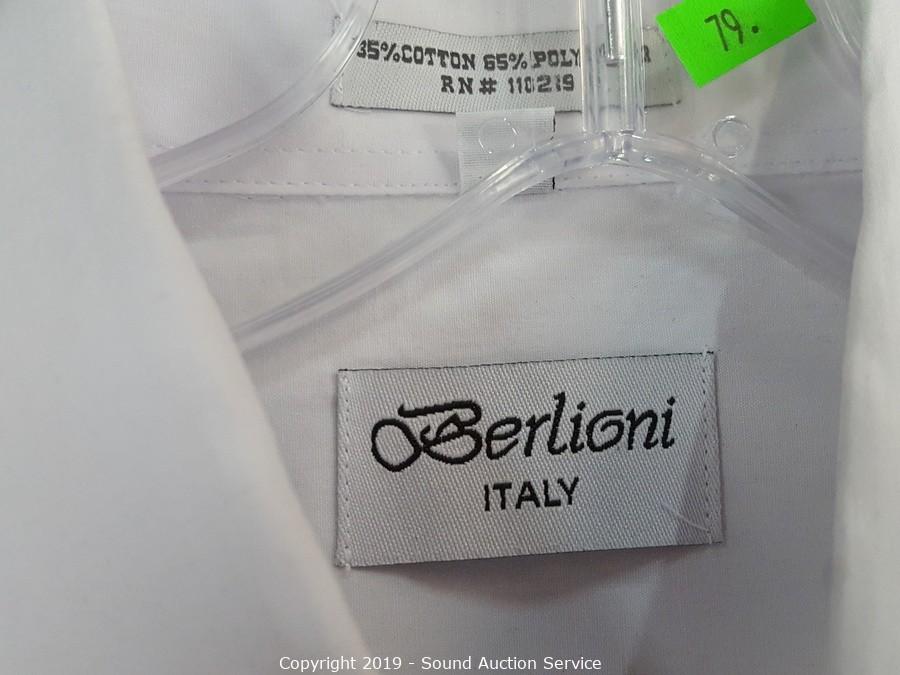 79.
35%COTTON 65% POLY
RN# 110219
Berlioni
ITALY
Copyright 2019 - Sound Auction Service